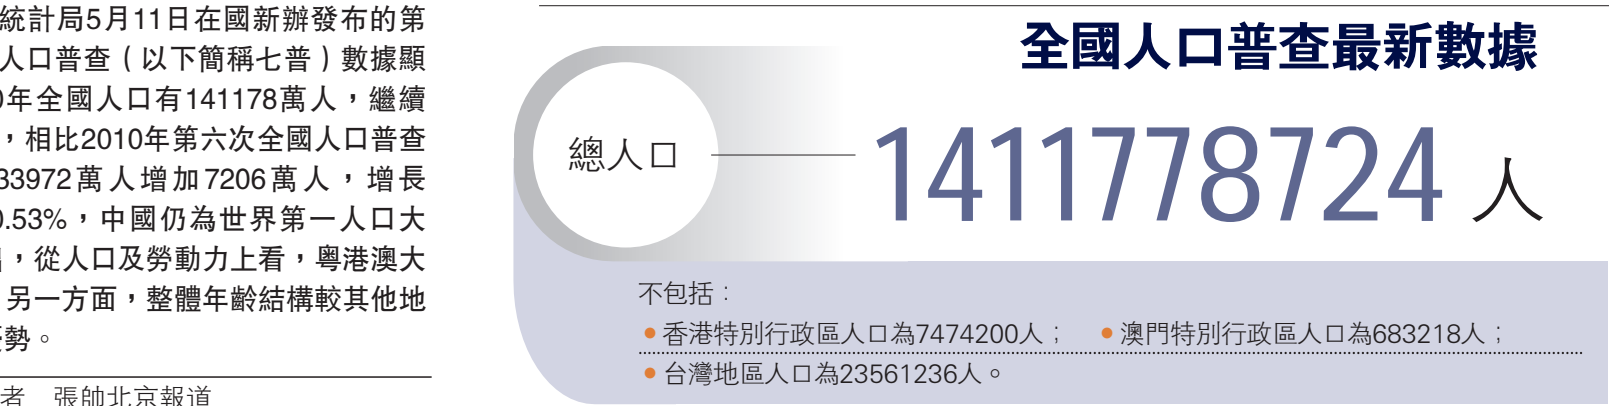 統計局5月11日在國新辦發布的第
人口普查（以下簡稱七普）數據顯
年全國人口有141178萬人，繼續
，相比2010年第六次全國人口普查
33972萬人增加7206萬人，增長
.53%，中國仍為世界第一人口大
，從人口及勞動力上看，粵港澳大
另一方面，整體年齡結構較其他地
勢。
者　張帥北京報道
全國人口普查最新數據
總人口
1411778724人
不包括：
●香港特別行政區人口為7474200人；　●澳門特別行政區人口為683218人；
●台灣地區人口為23561236人。